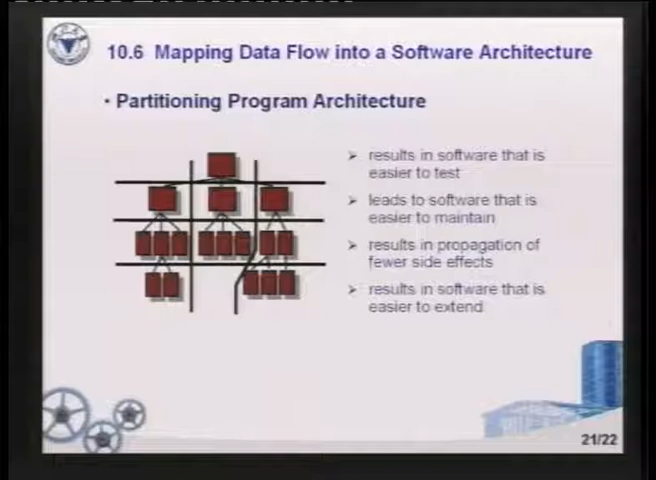 10.6 Mapping Data Flow into a Software Architecture
• Partitioning Program Architecture
➢ results in software that is
easier to test
➢ leads to software that is
easier to maintain
➢ results in propagation of
fewer side effects
➢ results in software that is
easier to extend
21/22